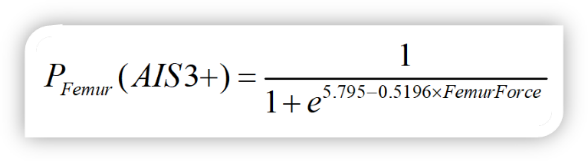 P_Femur (AIS3+) = 1 / (1 + e^(5.795−0.5196×FemurForce))